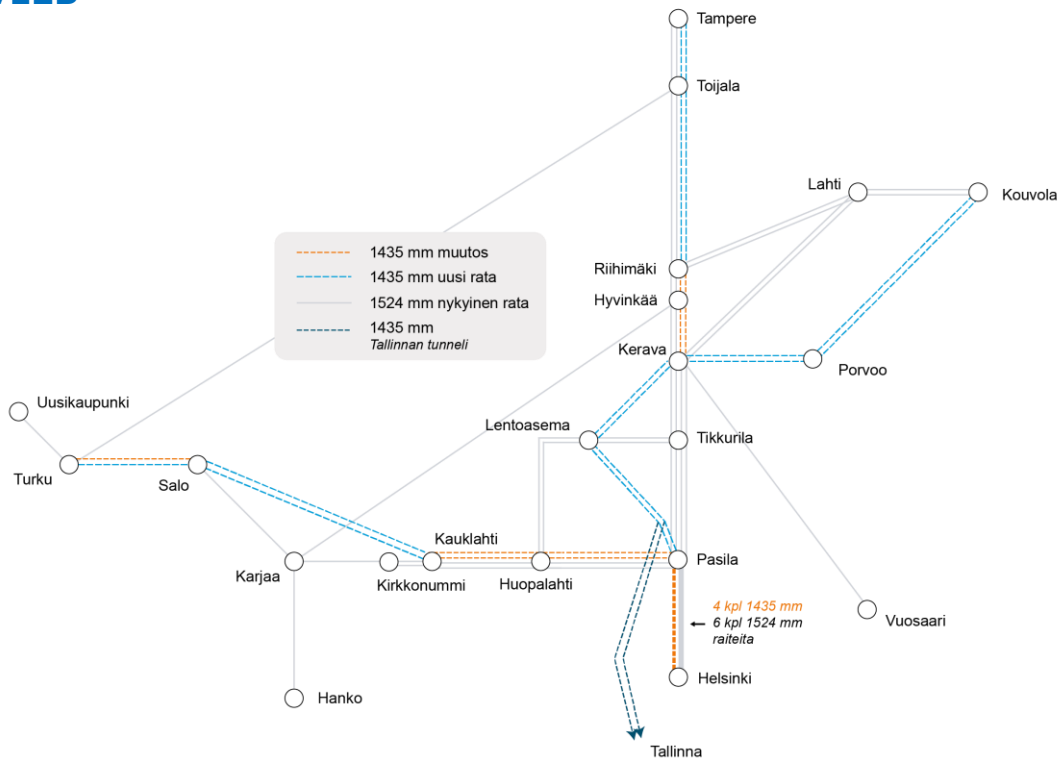 Tampere
Toijala
Lahti
Kouvola
1435 mm muutos
1435 mm uusi rata
1524 mm nykyinen rata
1435 mm
Tallinnan tunneli
Riihimäki
Hyvinkää
Kerava
Porvoo
Uusikaupunki
Lentoasema
Tikkurila
Turku
Salo
Kauklahti
Karjaa
Kirkkonummi
Huopalahti
Pasila
4 kpl 1435 mm
6 kpl 1524 mm
raiteita
Vuosaari
Helsinki
Hanko
Tallinna